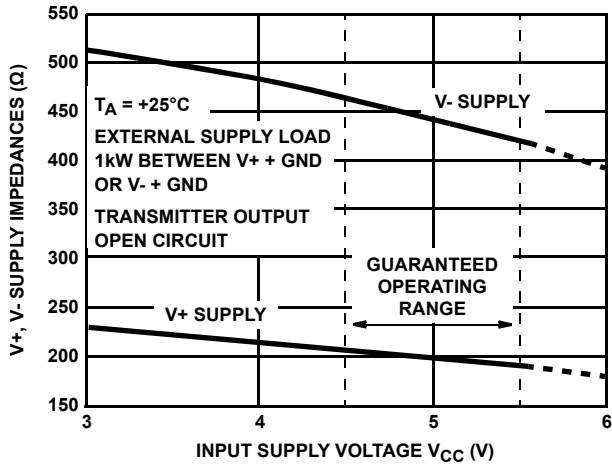 V+, V- SUPPLY IMPEDANCES (Ω)
550
500
450
400
350
300
250
200
150
T_A = +25°C
EXTERNAL SUPPLY LOAD
1kW BETWEEN V+ + GND
OR V- + GND
TRANSMITTER OUTPUT
OPEN CIRCUIT
V- SUPPLY
GUARANTEED
OPERATING
RANGE
V+ SUPPLY
3
4
5
6
INPUT SUPPLY VOLTAGE V_CC (V)